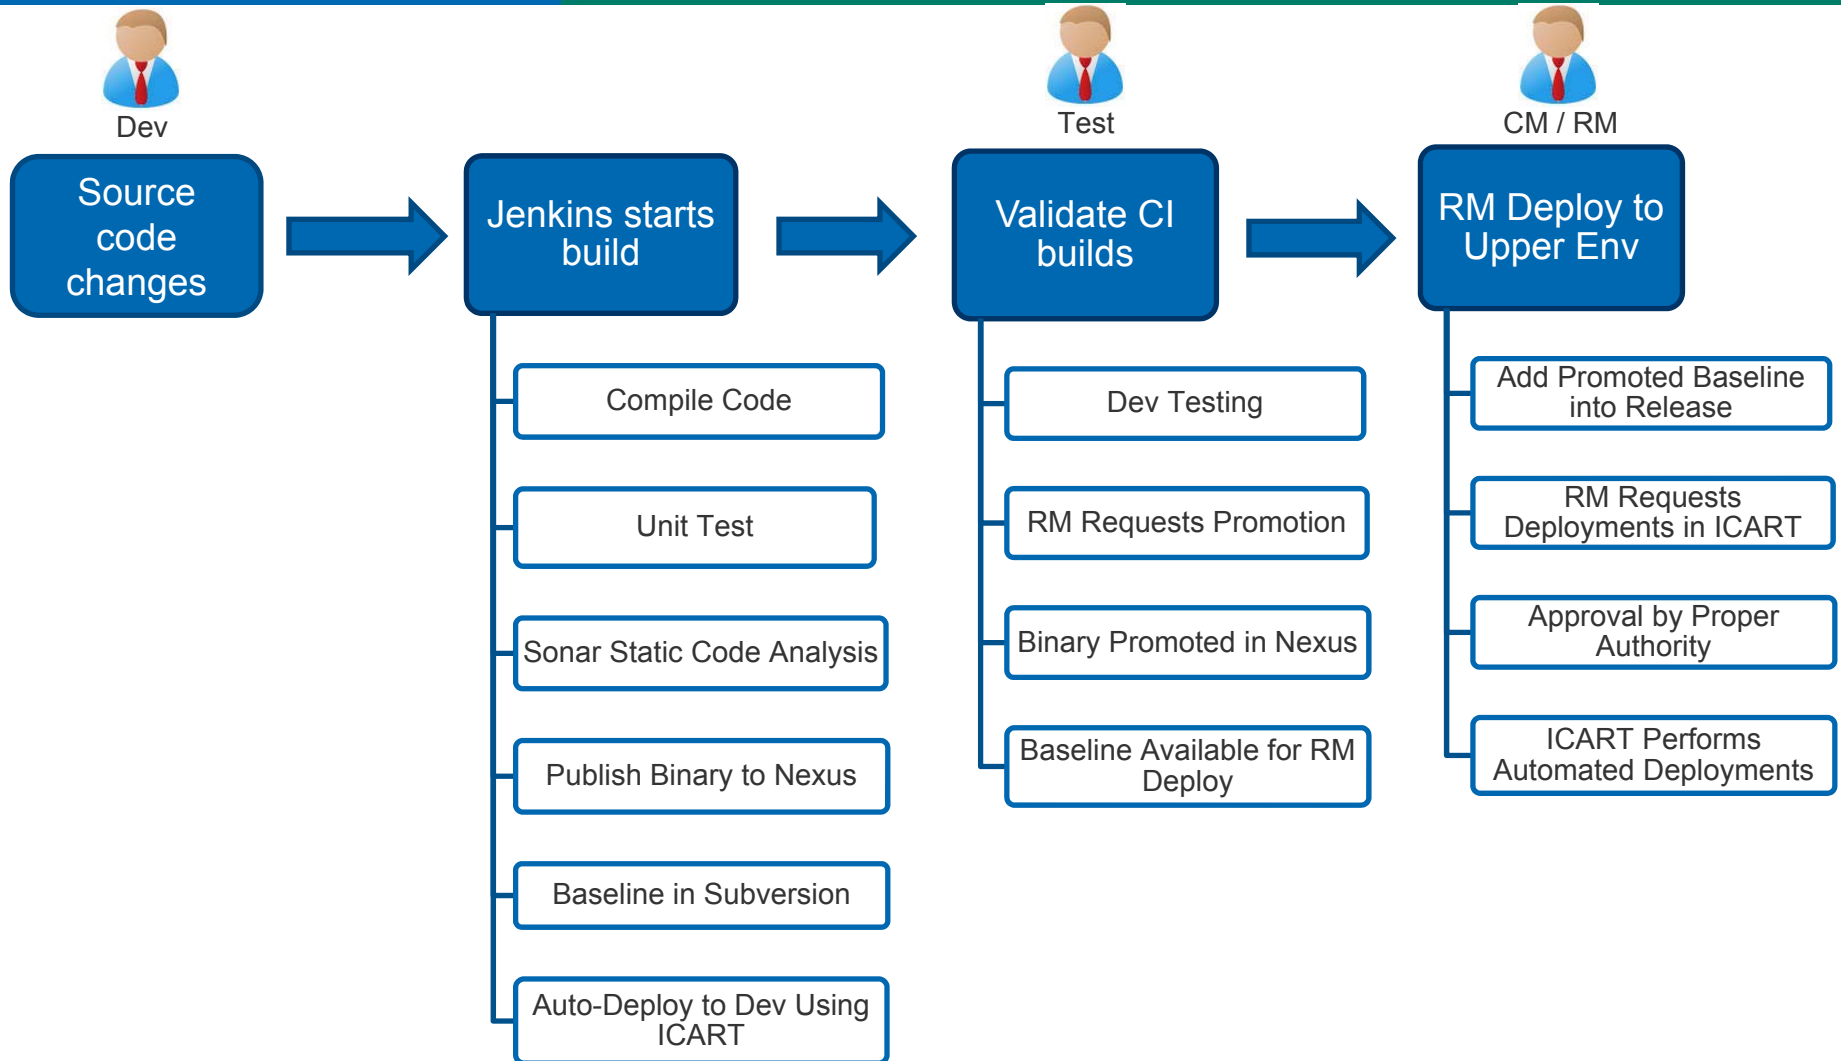 Dev
Source
code
changes
Jenkins starts
build
Compile Code
Unit Test
Sonar Static Code Analysis
Publish Binary to Nexus
Baseline in Subversion
Auto-Deploy to Dev Using
ICART
Test
Validate CI
builds
Dev Testing
RM Requests Promotion
Binary Promoted in Nexus
Baseline Available for RM
Deploy
CM / RM
RM Deploy to
Upper Env
Add Promoted Baseline
into Release
RM Requests
Deployments in ICART
Approval by Proper
Authority
ICART Performs
Automated Deployments